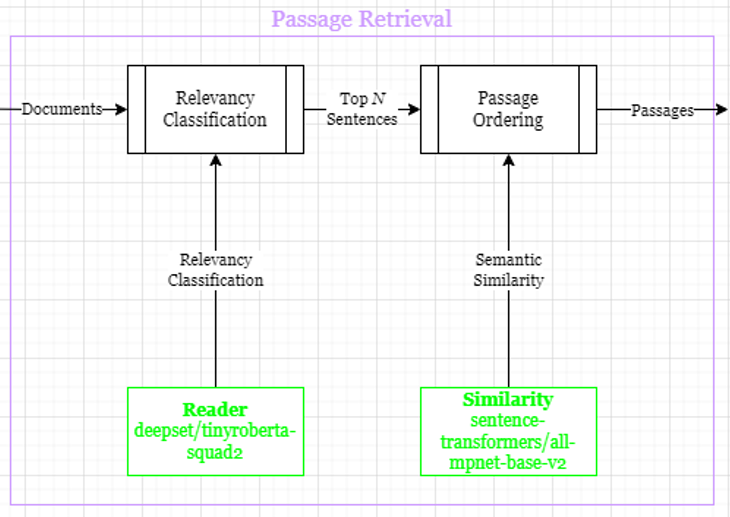 Passage Retrieval
Documents
Relevancy
Classification
Top N
Sentences
Passage
Ordering
Passages
Relevancy
Classification
Semantic
Similarity
Reader
deepset/tinyroberta-
squad2
Similarity
sentence-
transformers/all-
mpnet-base-v2